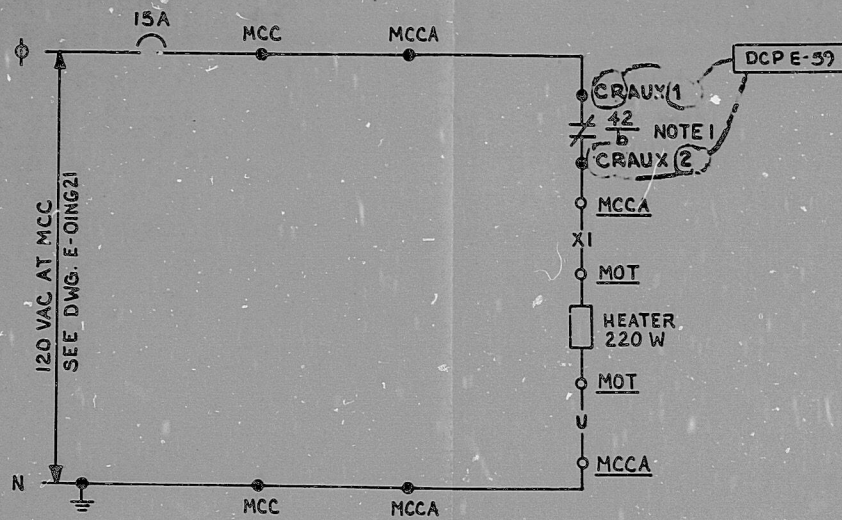 15A
MCC
MCCA
ϕ
DCP E-59
CRAUX 1
42
b
NOTE 1
CRAUX 2
MCCA
X1
MOT
120 VAC AT MCC
SEE DWG. E-01NG21
HEATER
220 W
MOT
U
MCCA
N
MCC
MCCA